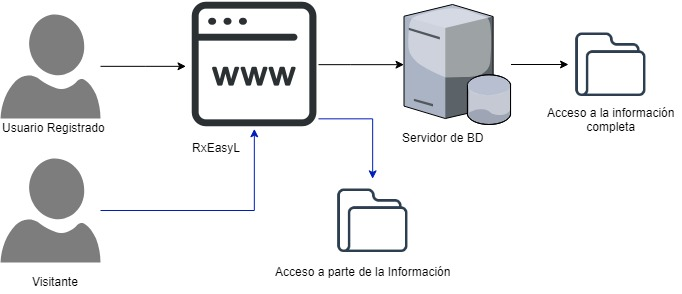 WWW
Usuario Registrado
RxEasyL
Servidor de BD
Acceso a la información
completa
Visitante
Acceso a parte de la Información